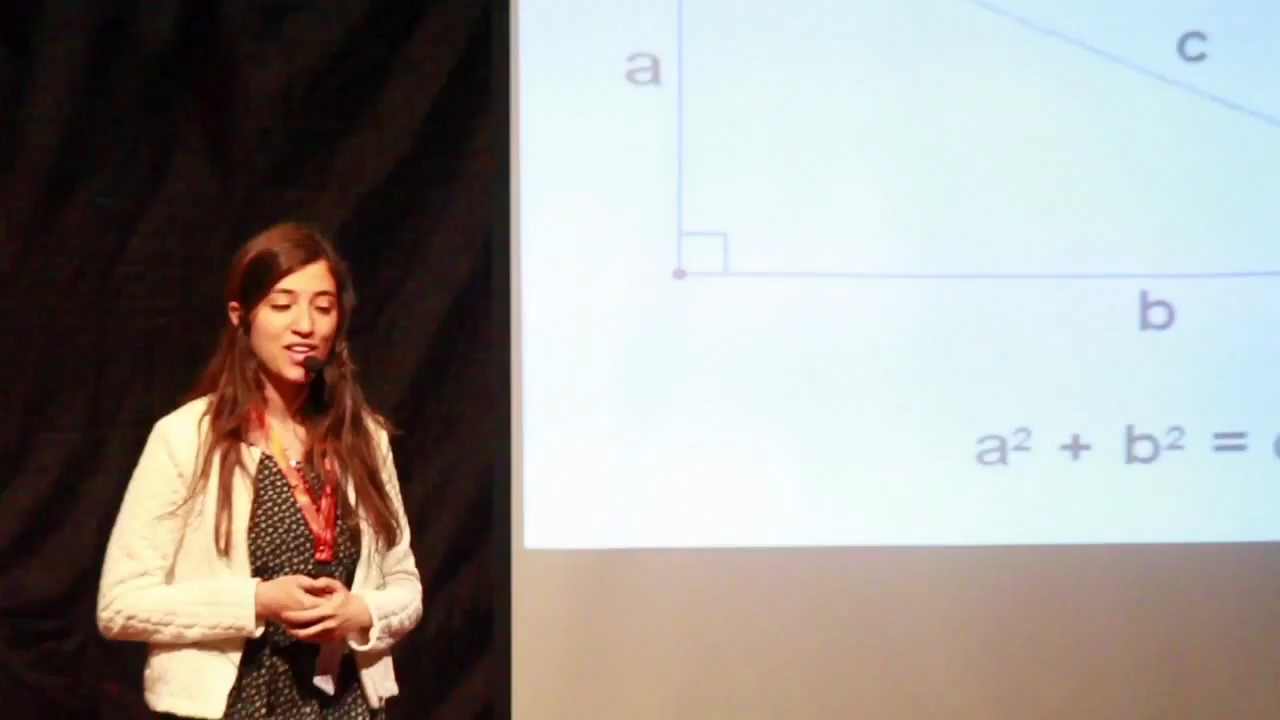 a
c
b
a² + b² =